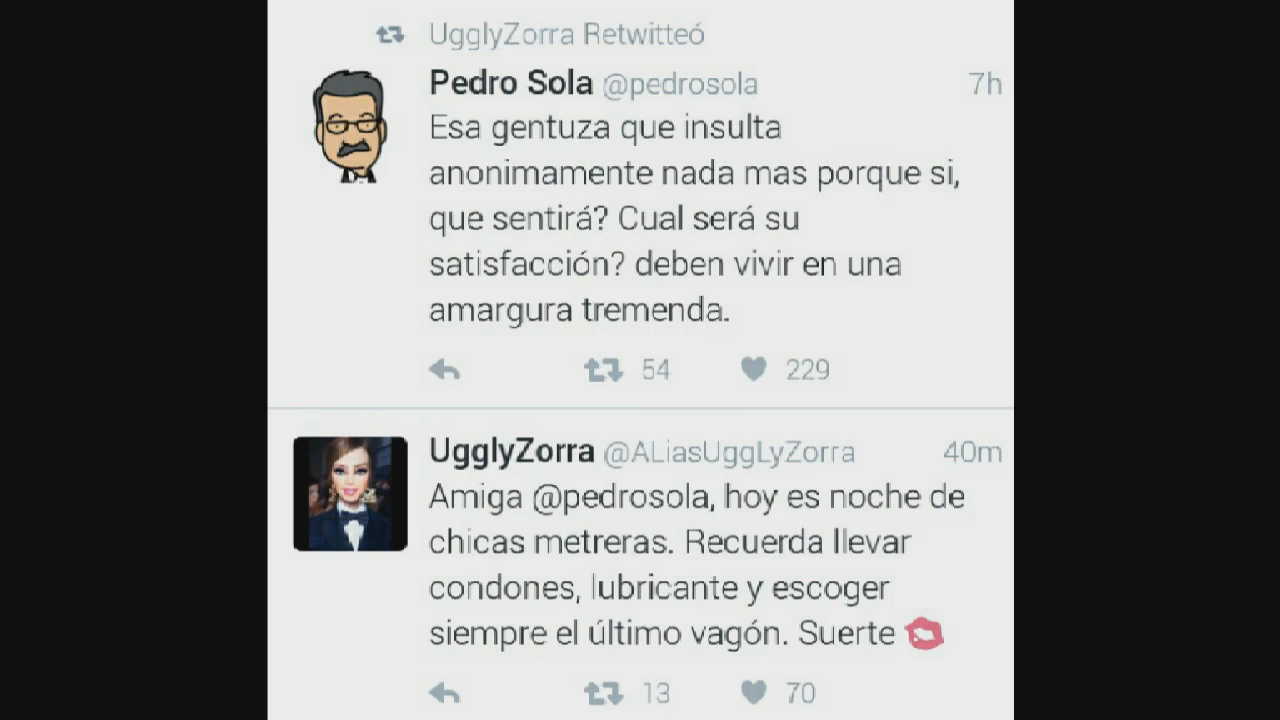 UgglyZorra Retwitteó
Pedro Sola @pedrosola 7h
Esa gentuza que insulta
anonimamente nada mas porque si,
que sentirá? Cual será su
satisfacción? deben vivir en una
amargura tremenda.
54 229
UgglyZorra @ALiasUggLyZorra 40m
Amiga @pedrosola, hoy es noche de
chicas metreras. Recuerda llevar
condones, lubricante y escoger
siempre el último vagón. Suerte
13 70